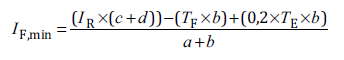 I_F,min = ((I_R×(c+d))−(T_F×b)+(0,2×T_E×b))/(a+b)